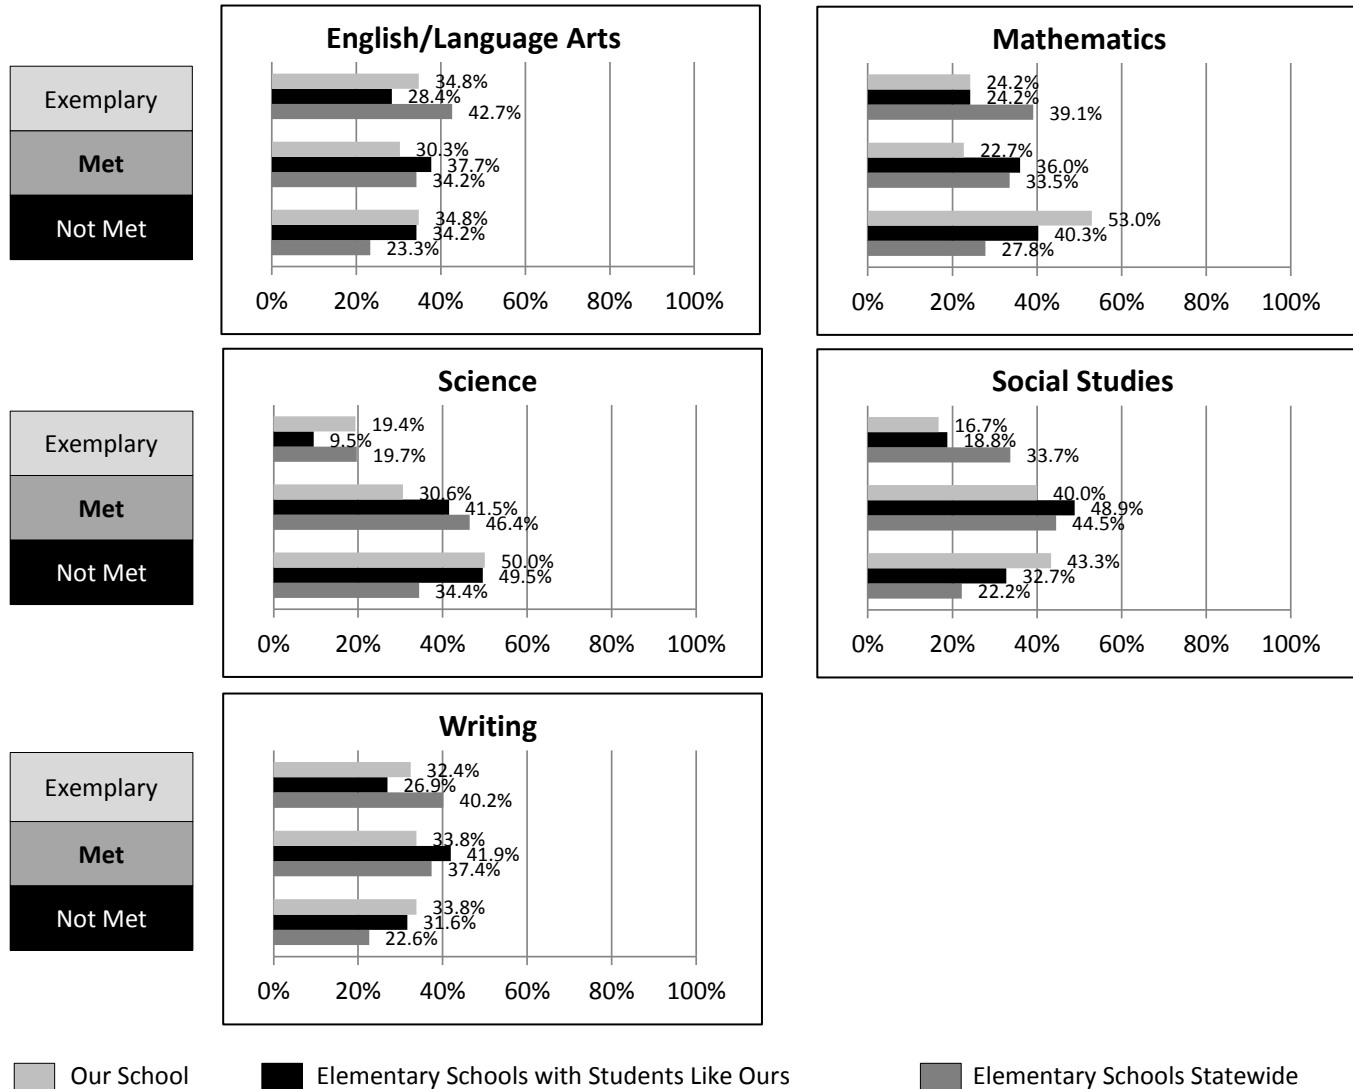 English/Language Arts
Exemplary
Met
Not Met
34.8%
28.4%
42.7%
30.3%
37.7%
34.2%
34.8%
34.2%
23.3%
0% 20% 40% 60% 80% 100%
Mathematics
24.2%
24.2%
39.1%
22.7%
36.0%
33.5%
53.0%
40.3%
27.8%
0% 20% 40% 60% 80% 100%
Science
Exemplary
Met
Not Met
19.4%
9.5%
19.7%
30.6%
41.5%
46.4%
50.0%
49.5%
34.4%
0% 20% 40% 60% 80% 100%
Social Studies
16.7%
18.8%
33.7%
40.0%
48.9%
44.5%
43.3%
32.7%
22.2%
0% 20% 40% 60% 80% 100%
Writing
Exemplary
Met
Not Met
32.4%
26.9%
40.2%
33.8%
41.9%
37.4%
33.8%
31.6%
22.6%
0% 20% 40% 60% 80% 100%
Our School Elementary Schools with Students Like Ours Elementary Schools Statewide